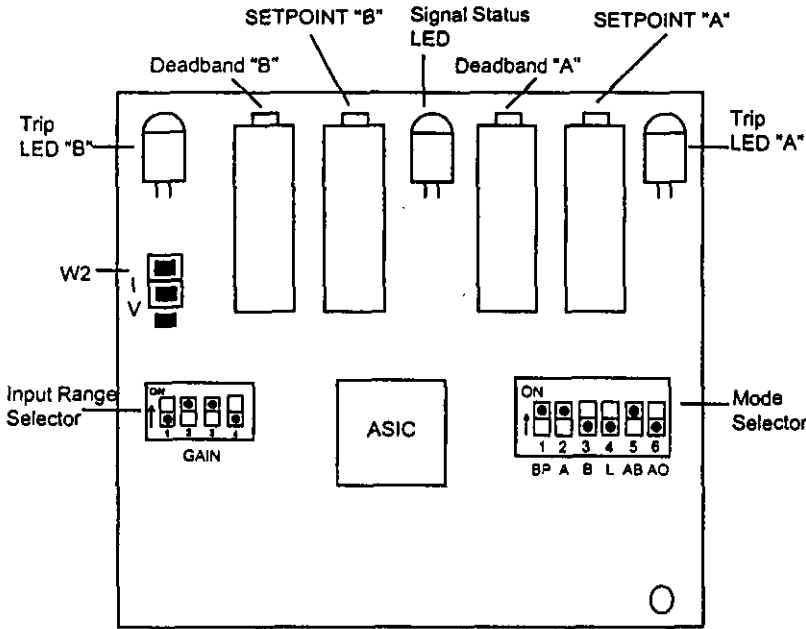 SETPOINT "B"
Signal Status
LED
SETPOINT "A"
Deadband "B"
Deadband "A"
Trip
LED "B"
Trip
LED "A"
W2
I
V
Input Range
Selector
ON
1 2 3 4
GAIN
ASIC
ON
1 2 3 4 5 6
BP A B L AB AO
Mode
Selector